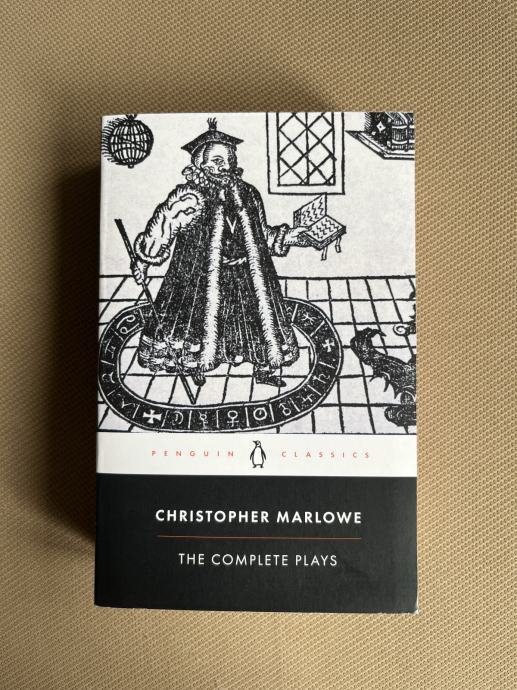 PENGUIN CLASSICS
CHRISTOPHER MARLOWE
THE COMPLETE PLAYS